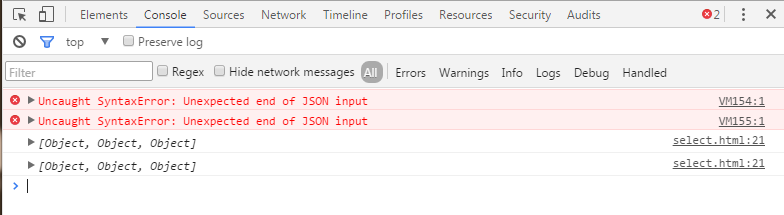 Elements Console Sources Network Timeline Profiles Resources Security Audits 2
top Preserve log
Filter Regex Hide network messages All Errors Warnings Info Logs Debug Handled
Uncaught SyntaxError: Unexpected end of JSON input VM154:1
Uncaught SyntaxError: Unexpected end of JSON input VM155:1
[Object, Object, Object] select.html:21
[Object, Object, Object] select.html:21